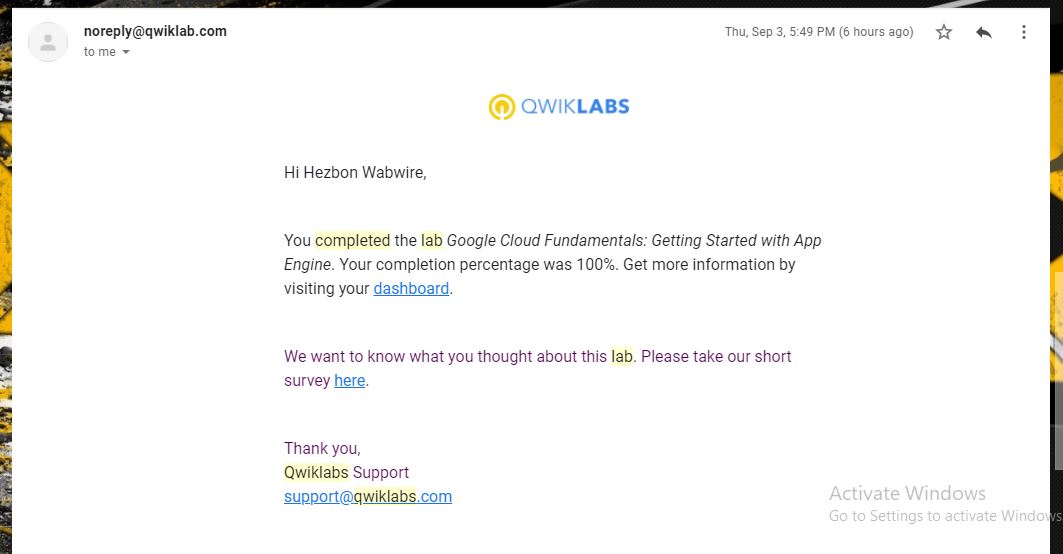 noreply@qwiklab.com
Thu, Sep 3, 5:49 PM (6 hours ago)
to me
QWIKLABS
Hi Hezbon Wabwire,
You completed the lab Google Cloud Fundamentals: Getting Started with App
Engine. Your completion percentage was 100%. Get more information by
visiting your dashboard.
We want to know what you thought about this lab. Please take our short
survey here.
Thank you,
Qwiklabs Support
support@qwiklabs.com
Activate Windows
Go to Settings to activate Windows